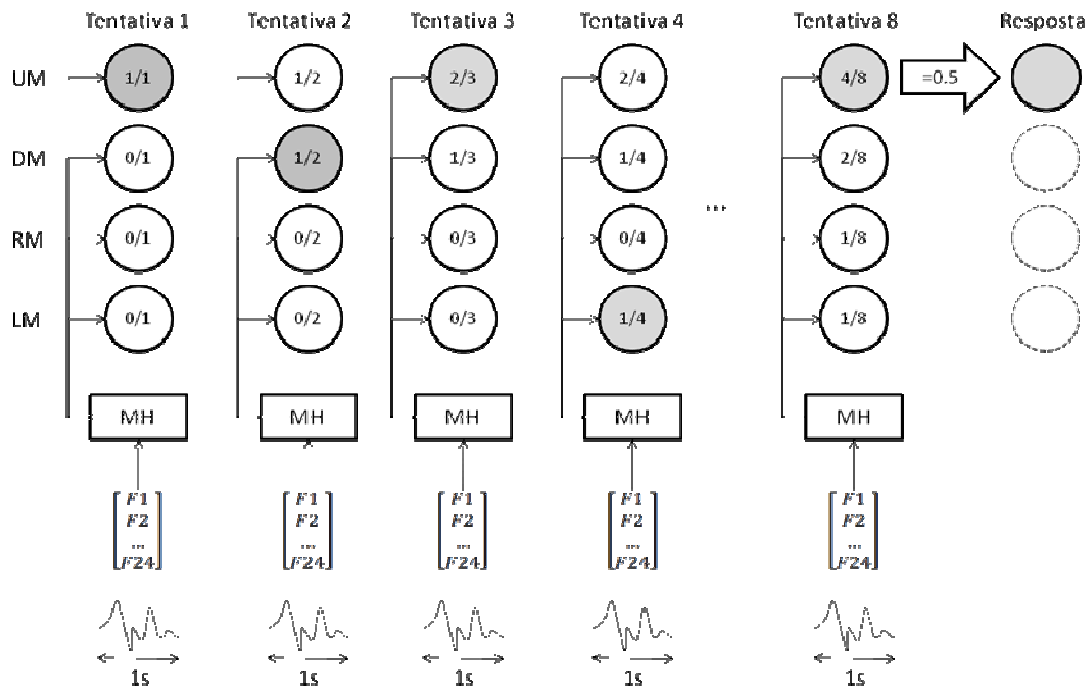 Tentativa 1 Tentativa 2 Tentativa 3 Tentativa 4 Tentativa 8 Resposta
UM 1/1 1/2 2/3 2/4 4/8 =0.5
DM 0/1 1/2 1/3 1/4 2/8
...
RM 0/1 0/2 0/3 0/4 1/8
LM 0/1 0/2 0/3 1/4 1/8
MH MH MH MH MH
F1 F1 F1 F1 F1
F2 F2 F2 F2 F2
... ... ... ... ...
F24 F24 F24 F24 F24
1s 1s 1s 1s 1s